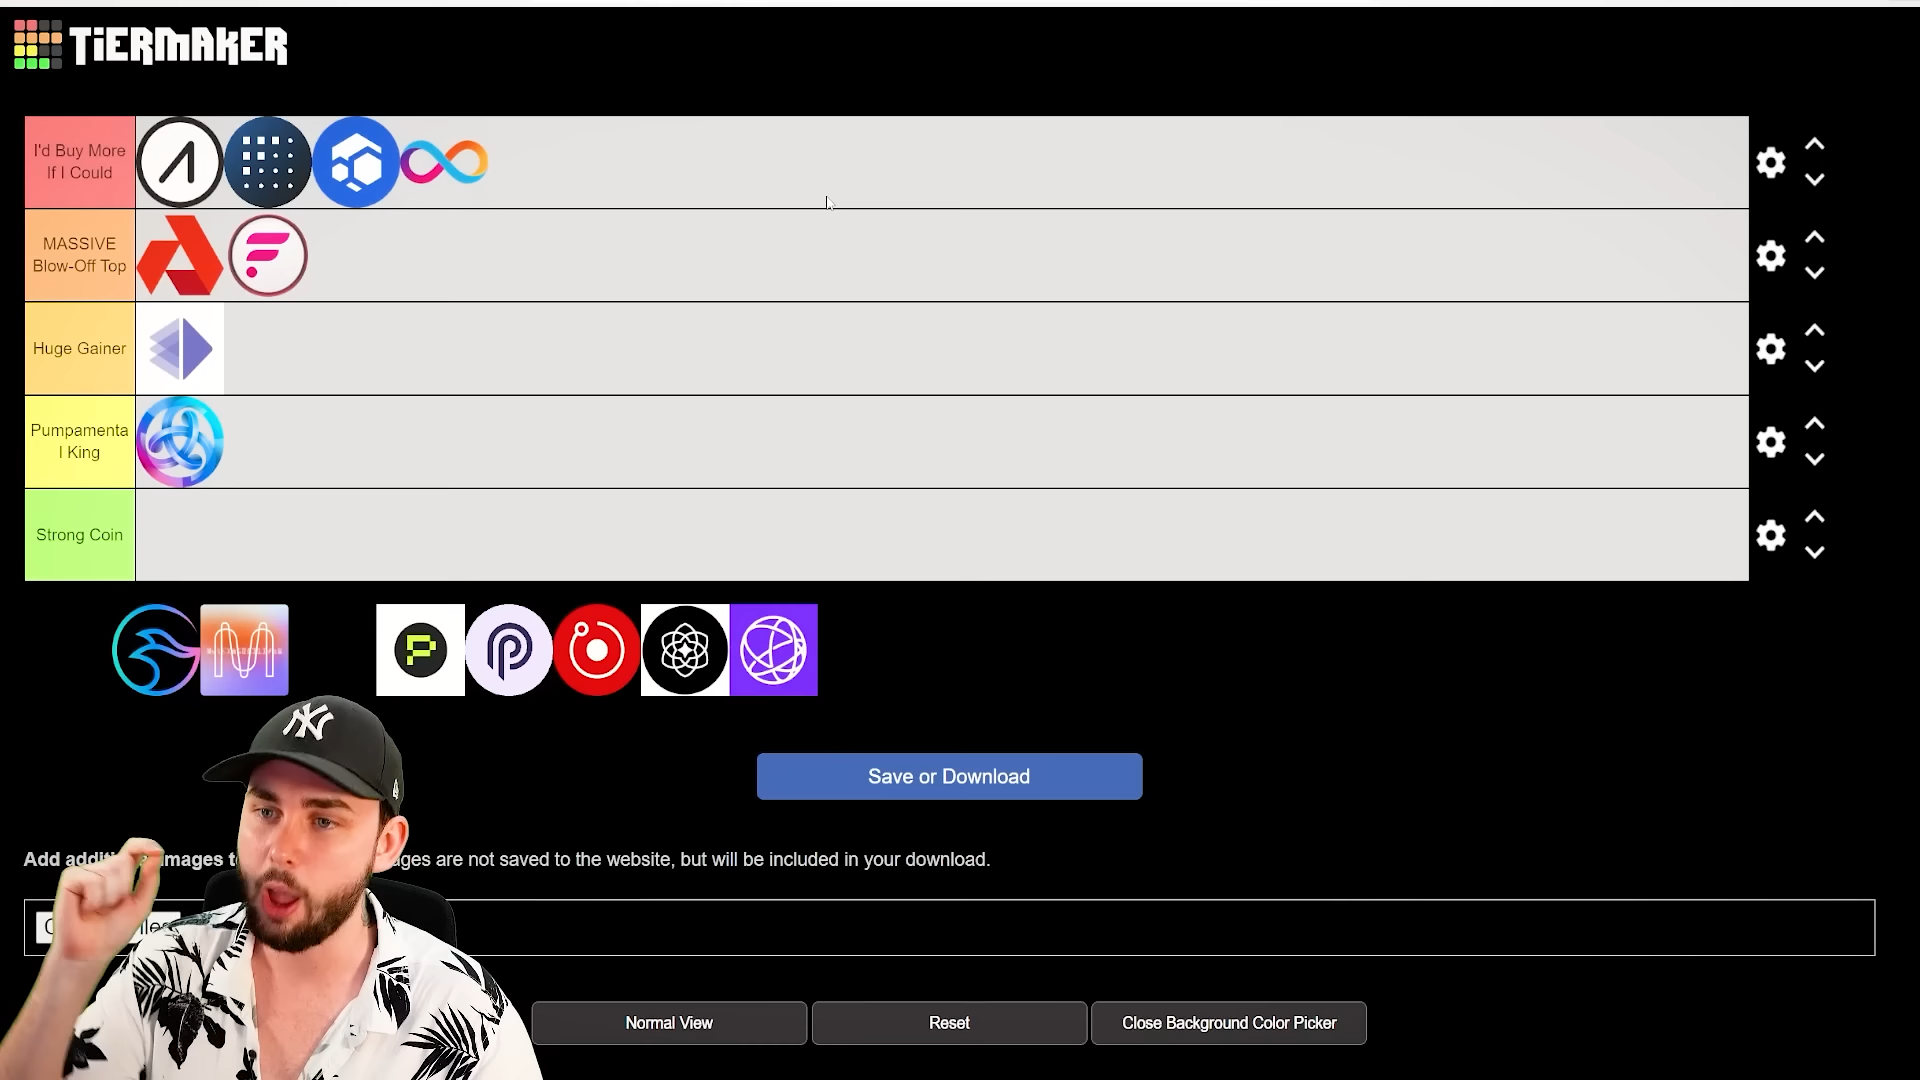 TiERMAKER
I'd Buy More
If I Could
MASSIVE
Blow-Off Top
Huge Gainer
Pumpamenta
l King
Strong Coin
Save or Download
Add addit images t ages are not saved to the website, but will be included in your download.
Normal View
Reset
Close Background Color Picker